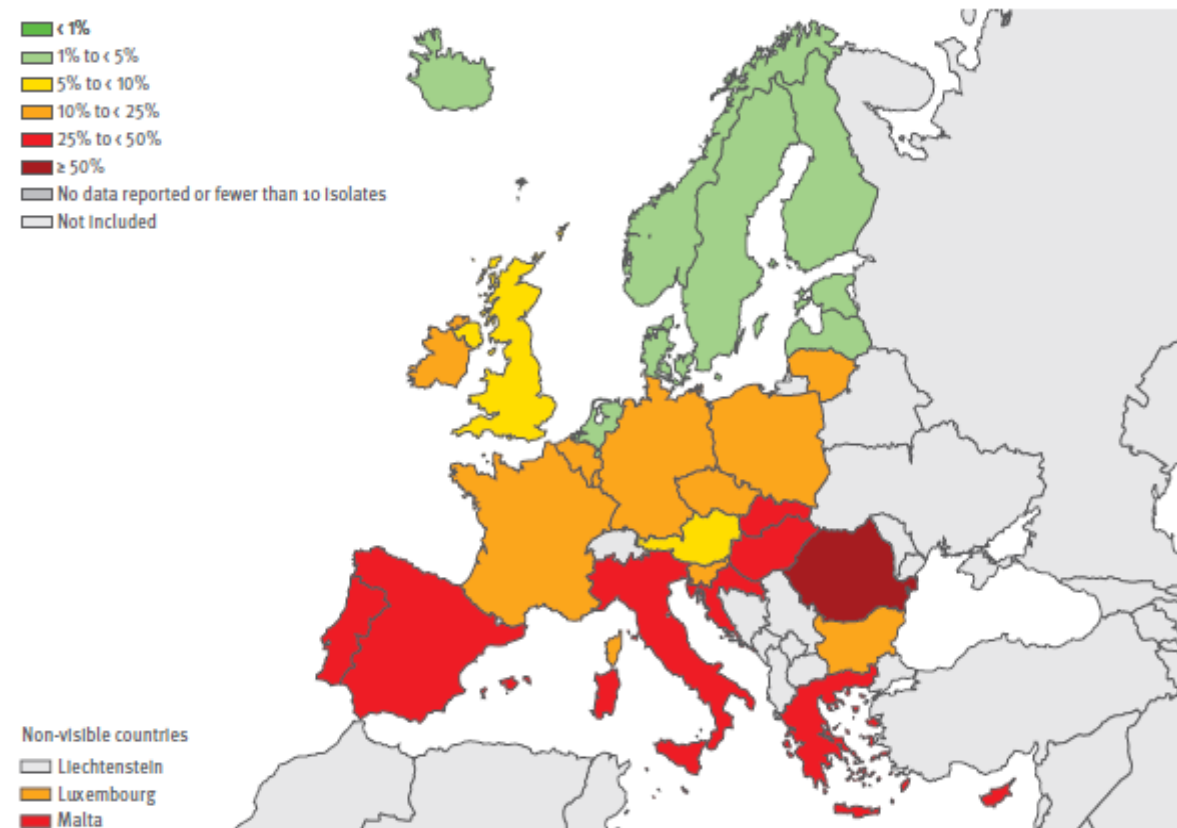 < 1%
1% to < 5%
5% to < 10%
10% to < 25%
25% to < 50%
≥ 50%
No data reported or fewer than 10 isolates
Not included
Non-visible countries
Liechtenstein
Luxembourg
Malta